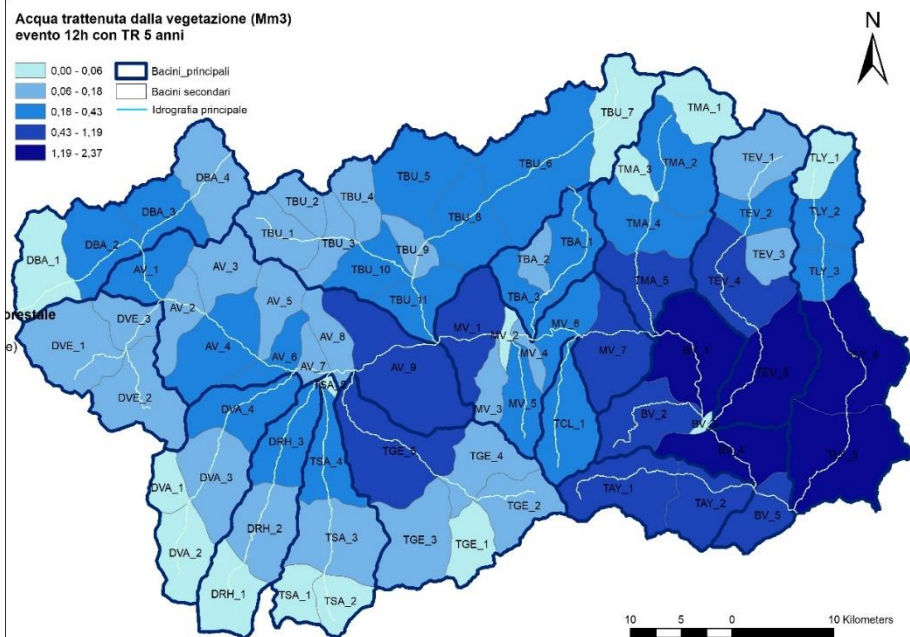 Acqua trattenuta dalla vegetazione (Mm3)
evento 12h con TR 5 anni
0,00 - 0,06
0,06 - 0,18
0,18 - 0,43
0,43 - 1,19
1,19 - 2,37
Bacini_principali
Bacini secondari
Idrografia principale
N
TBU_7
TMA_1
TBU_6
TMA_3
TMA_2
TEV_1
TLY_1
DBA_4
TBU_5
TBU_4
TBU_2
DBA_3
TBU_1
TBU_3
TBU_9
TBU_8
TBA_1
TMA_4
TEV_2
TLY_2
DBA_2
DBA_1
AV_1
AV_3
TBU_10
TBA_2
TEV_3
TLY_3
TBU_11
TBA_3
TMA_5
TEV_4
orestale
e)
DVE_3
DVE_1
DVE_2
AV_2
AV_5
AV_8
AV_4
AV_6
AV_7
AV_9
MV_1
MV_2
MV_4
MV_6
MV_7
TEV_5
DVA_4
MV_3
MV_5
BV_2
DRH_3
TSA_4
TCL_1
DVA_3
TGE_4
DVA_1
DRH_2
TSA_3
TGE_3
TGE_2
TAY_1
TAY_2
BV_5
DVA_2
TGE_1
DRH_1
TSA_1
TSA_2
10 5 0 10 Kilometers